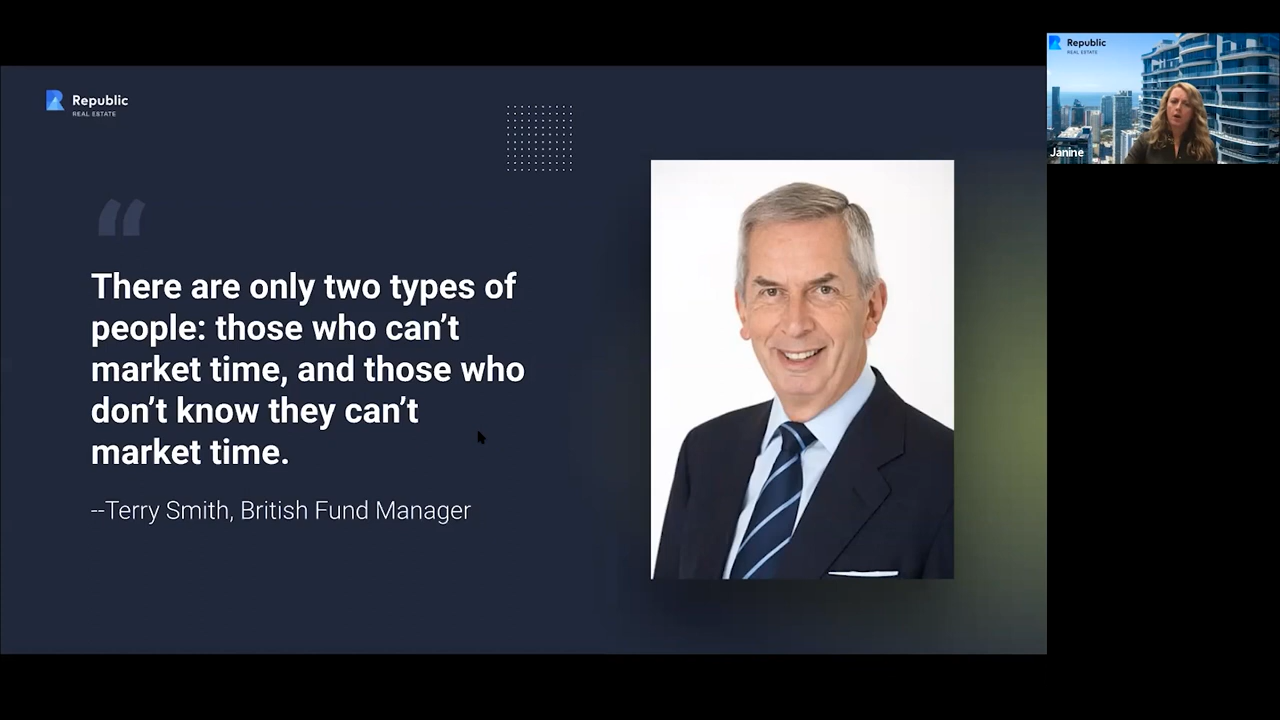 Republic
REAL ESTATE
“
There are only two types of
people: those who can’t
market time, and those who
don’t know they can’t
market time.
--Terry Smith, British Fund Manager
Republic
REAL ESTATE
Janine